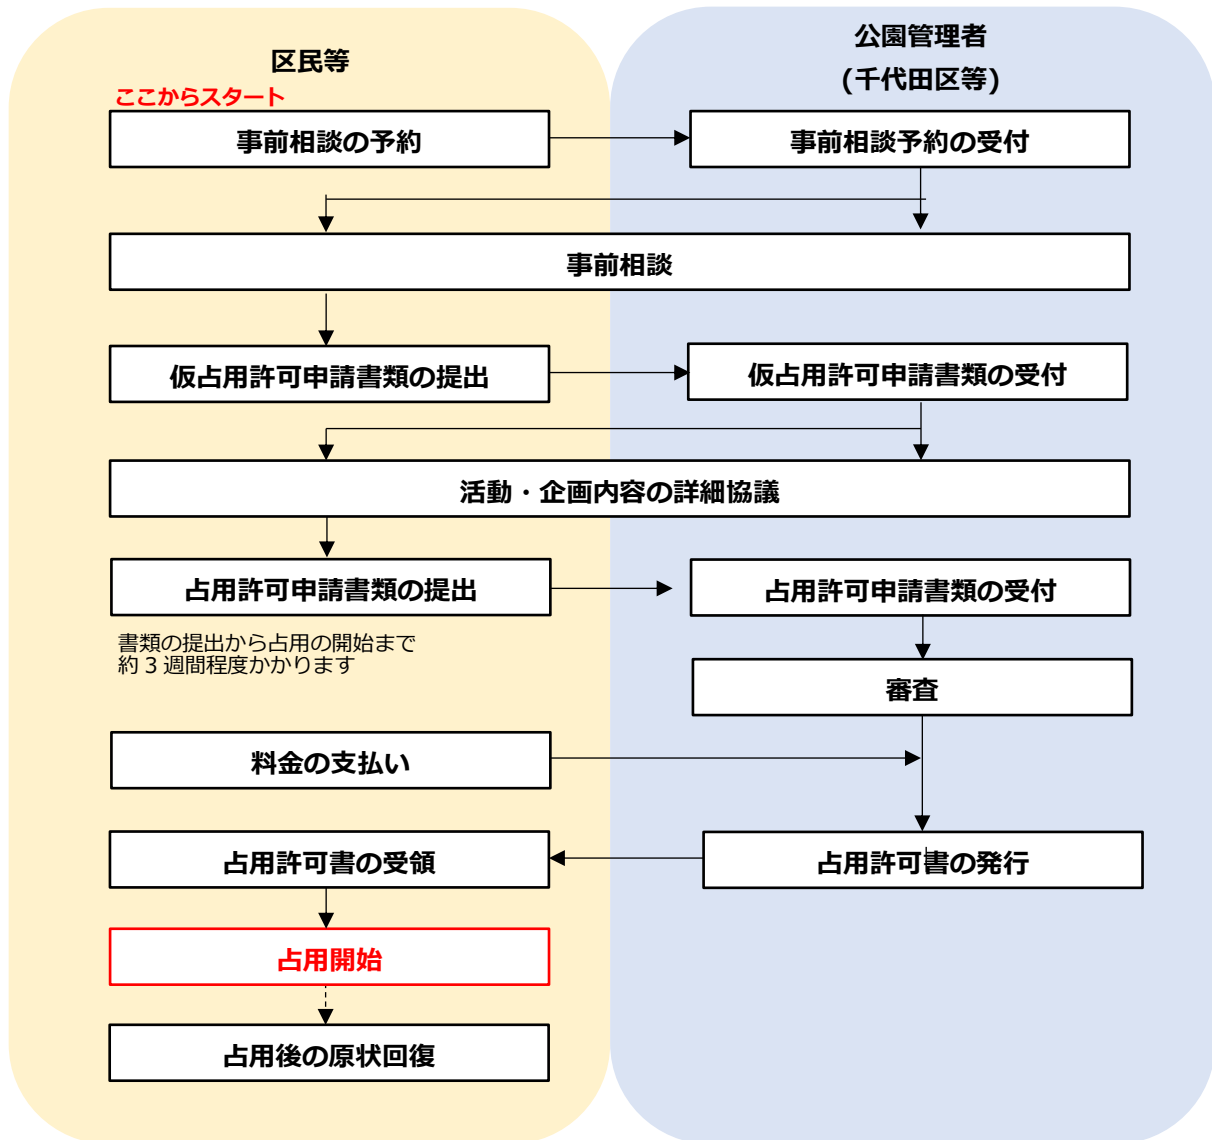 区民等
公園管理者
(千代田区等)
ここからスタート
事前相談の予約
事前相談予約の受付
事前相談
仮占用許可申請書類の提出
仮占用許可申請書類の受付
活動・企画内容の詳細協議
占用許可申請書類の提出
占用許可申請書類の受付
書類の提出から占用の開始まで
約3週間程度かかります
審査
料金の支払い
占用許可書の受領
占用許可書の発行
占用開始
占用後の原状回復